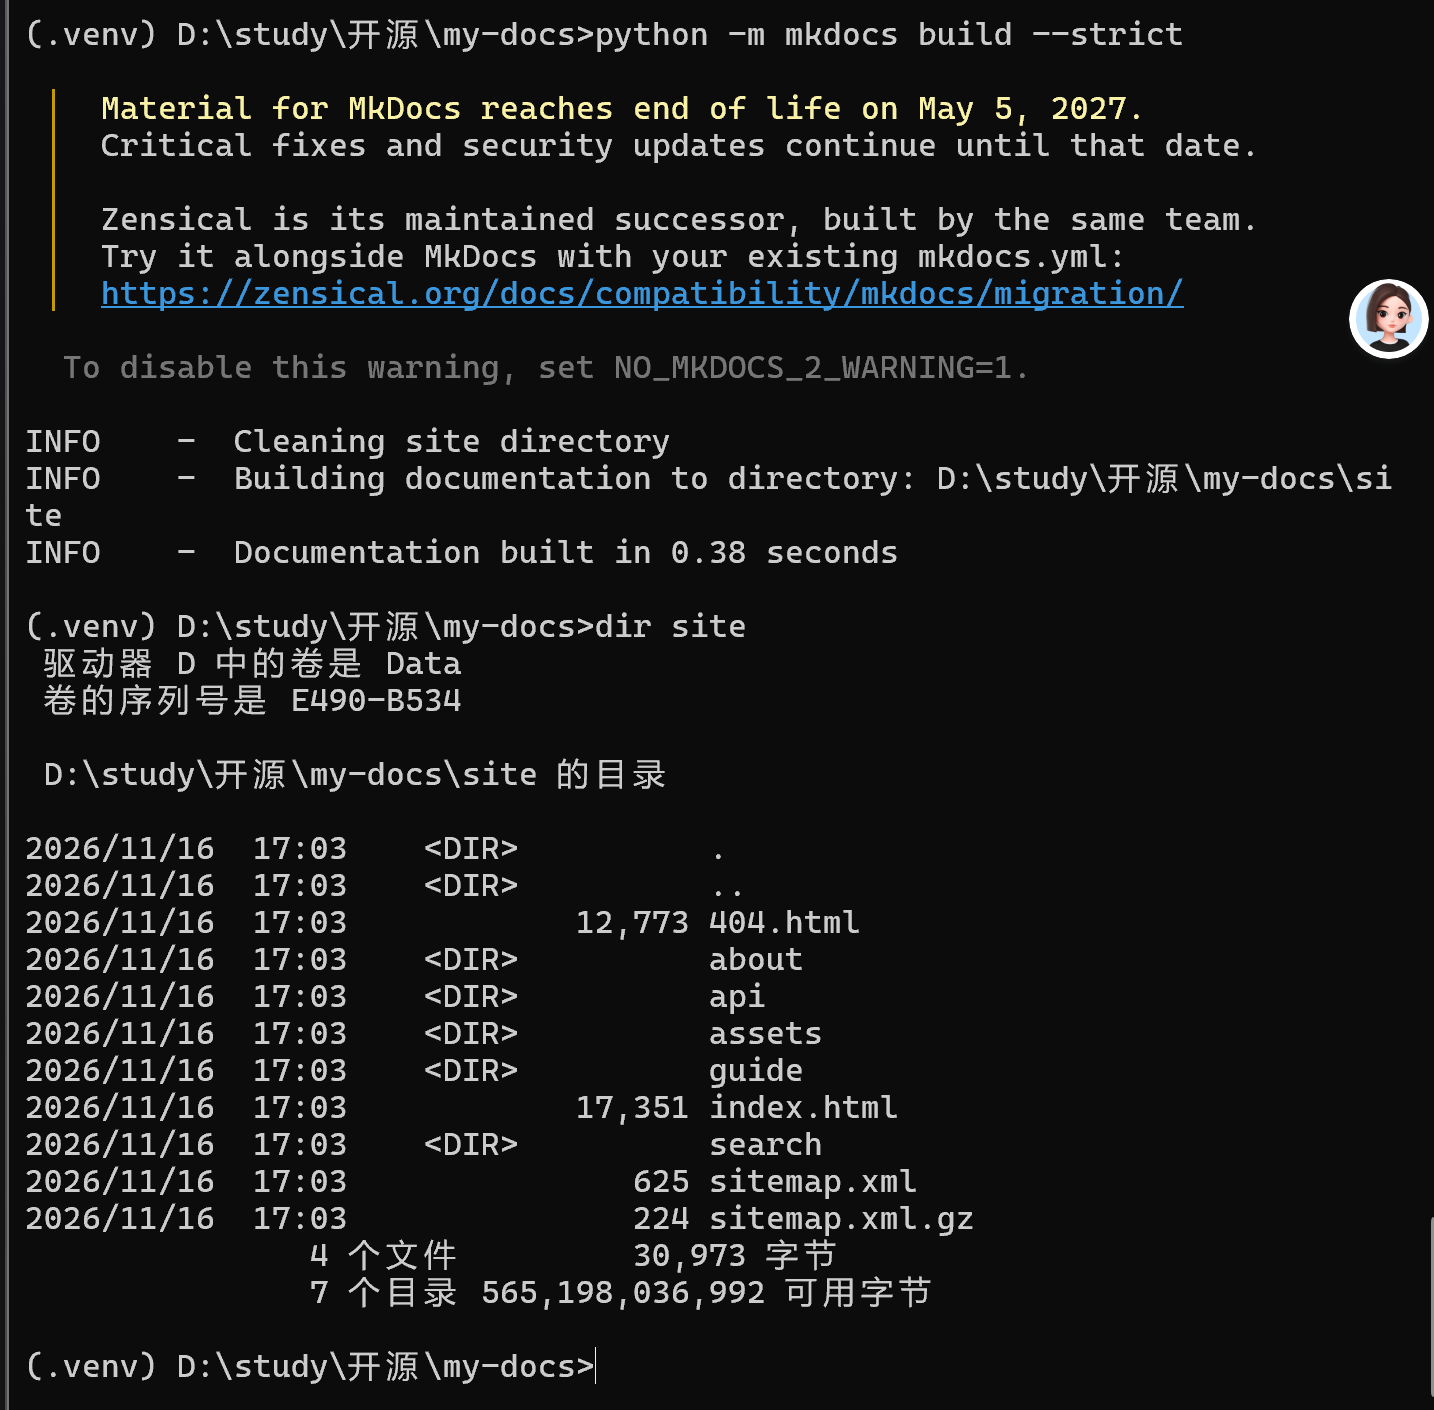 (.venv) D:\study\开源\my-docs>python -m mkdocs build --strict
Material for MkDocs reaches end of life on May 5, 2027.
Critical fixes and security updates continue until that date.
Zensical is its maintained successor, built by the same team.
Try it alongside MkDocs with your existing mkdocs.yml:
https://zensical.org/docs/compatibility/mkdocs/migration/
To disable this warning, set NO_MKDOCS_2_WARNING=1.
INFO    -  Cleaning site directory
INFO    -  Building documentation to directory: D:\study\开源\my-docs\si
te
INFO    -  Documentation built in 0.38 seconds
(.venv) D:\study\开源\my-docs>dir site
驱动器 D 中的卷是 Data
卷的序列号是 E490-B534
D:\study\开源\my-docs\site 的目录
2026/11/16  17:03    <DIR>          .
2026/11/16  17:03    <DIR>          ..
2026/11/16  17:03            12,773 404.html
2026/11/16  17:03    <DIR>          about
2026/11/16  17:03    <DIR>          api
2026/11/16  17:03    <DIR>          assets
2026/11/16  17:03    <DIR>          guide
2026/11/16  17:03            17,351 index.html
2026/11/16  17:03    <DIR>          search
2026/11/16  17:03               625 sitemap.xml
2026/11/16  17:03               224 sitemap.xml.gz
4 个文件         30,973 字节
7 个目录 565,198,036,992 可用字节
(.venv) D:\study\开源\my-docs>